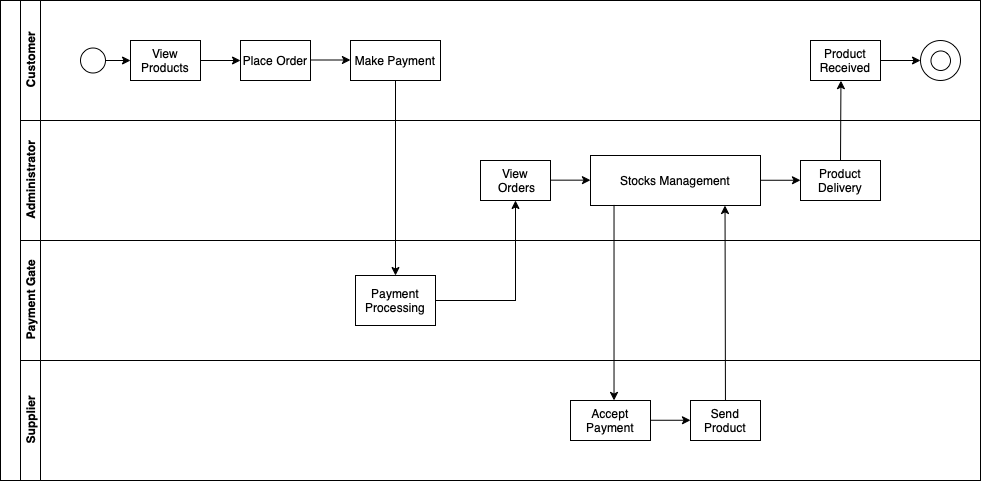 Customer
View
Products
Place Order
Make Payment
Product
Received
Administrator
View
Orders
Stocks Management
Product
Delivery
Payment Gate
Payment
Processing
Supplier
Accept
Payment
Send
Product